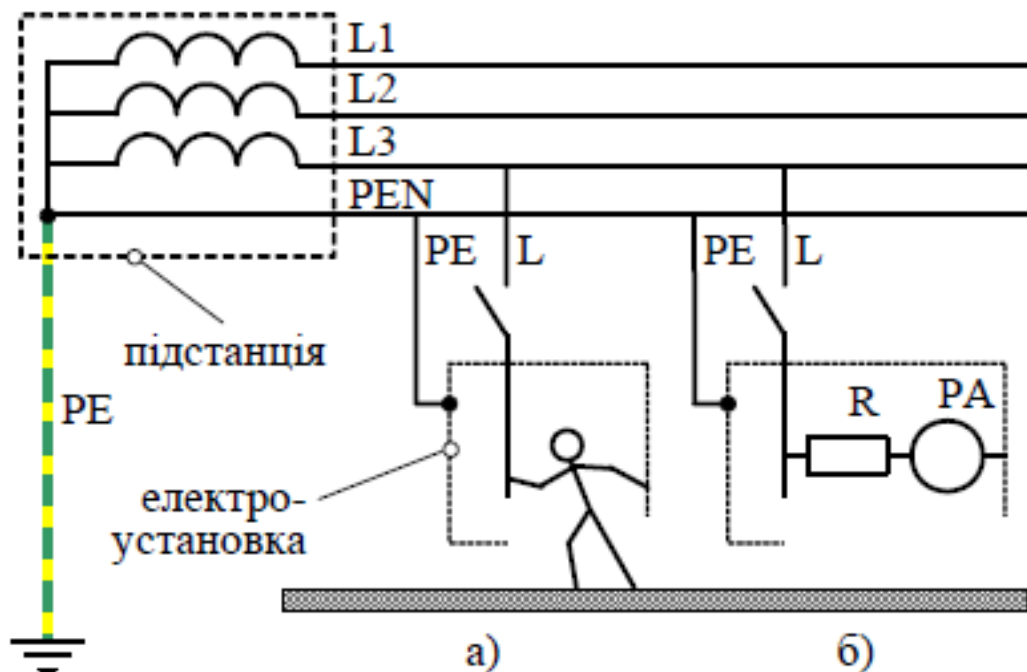 L1
L2
L3
PEN
PE L PE L
підстанція
PE
R PA
електро-
установка
а) б)